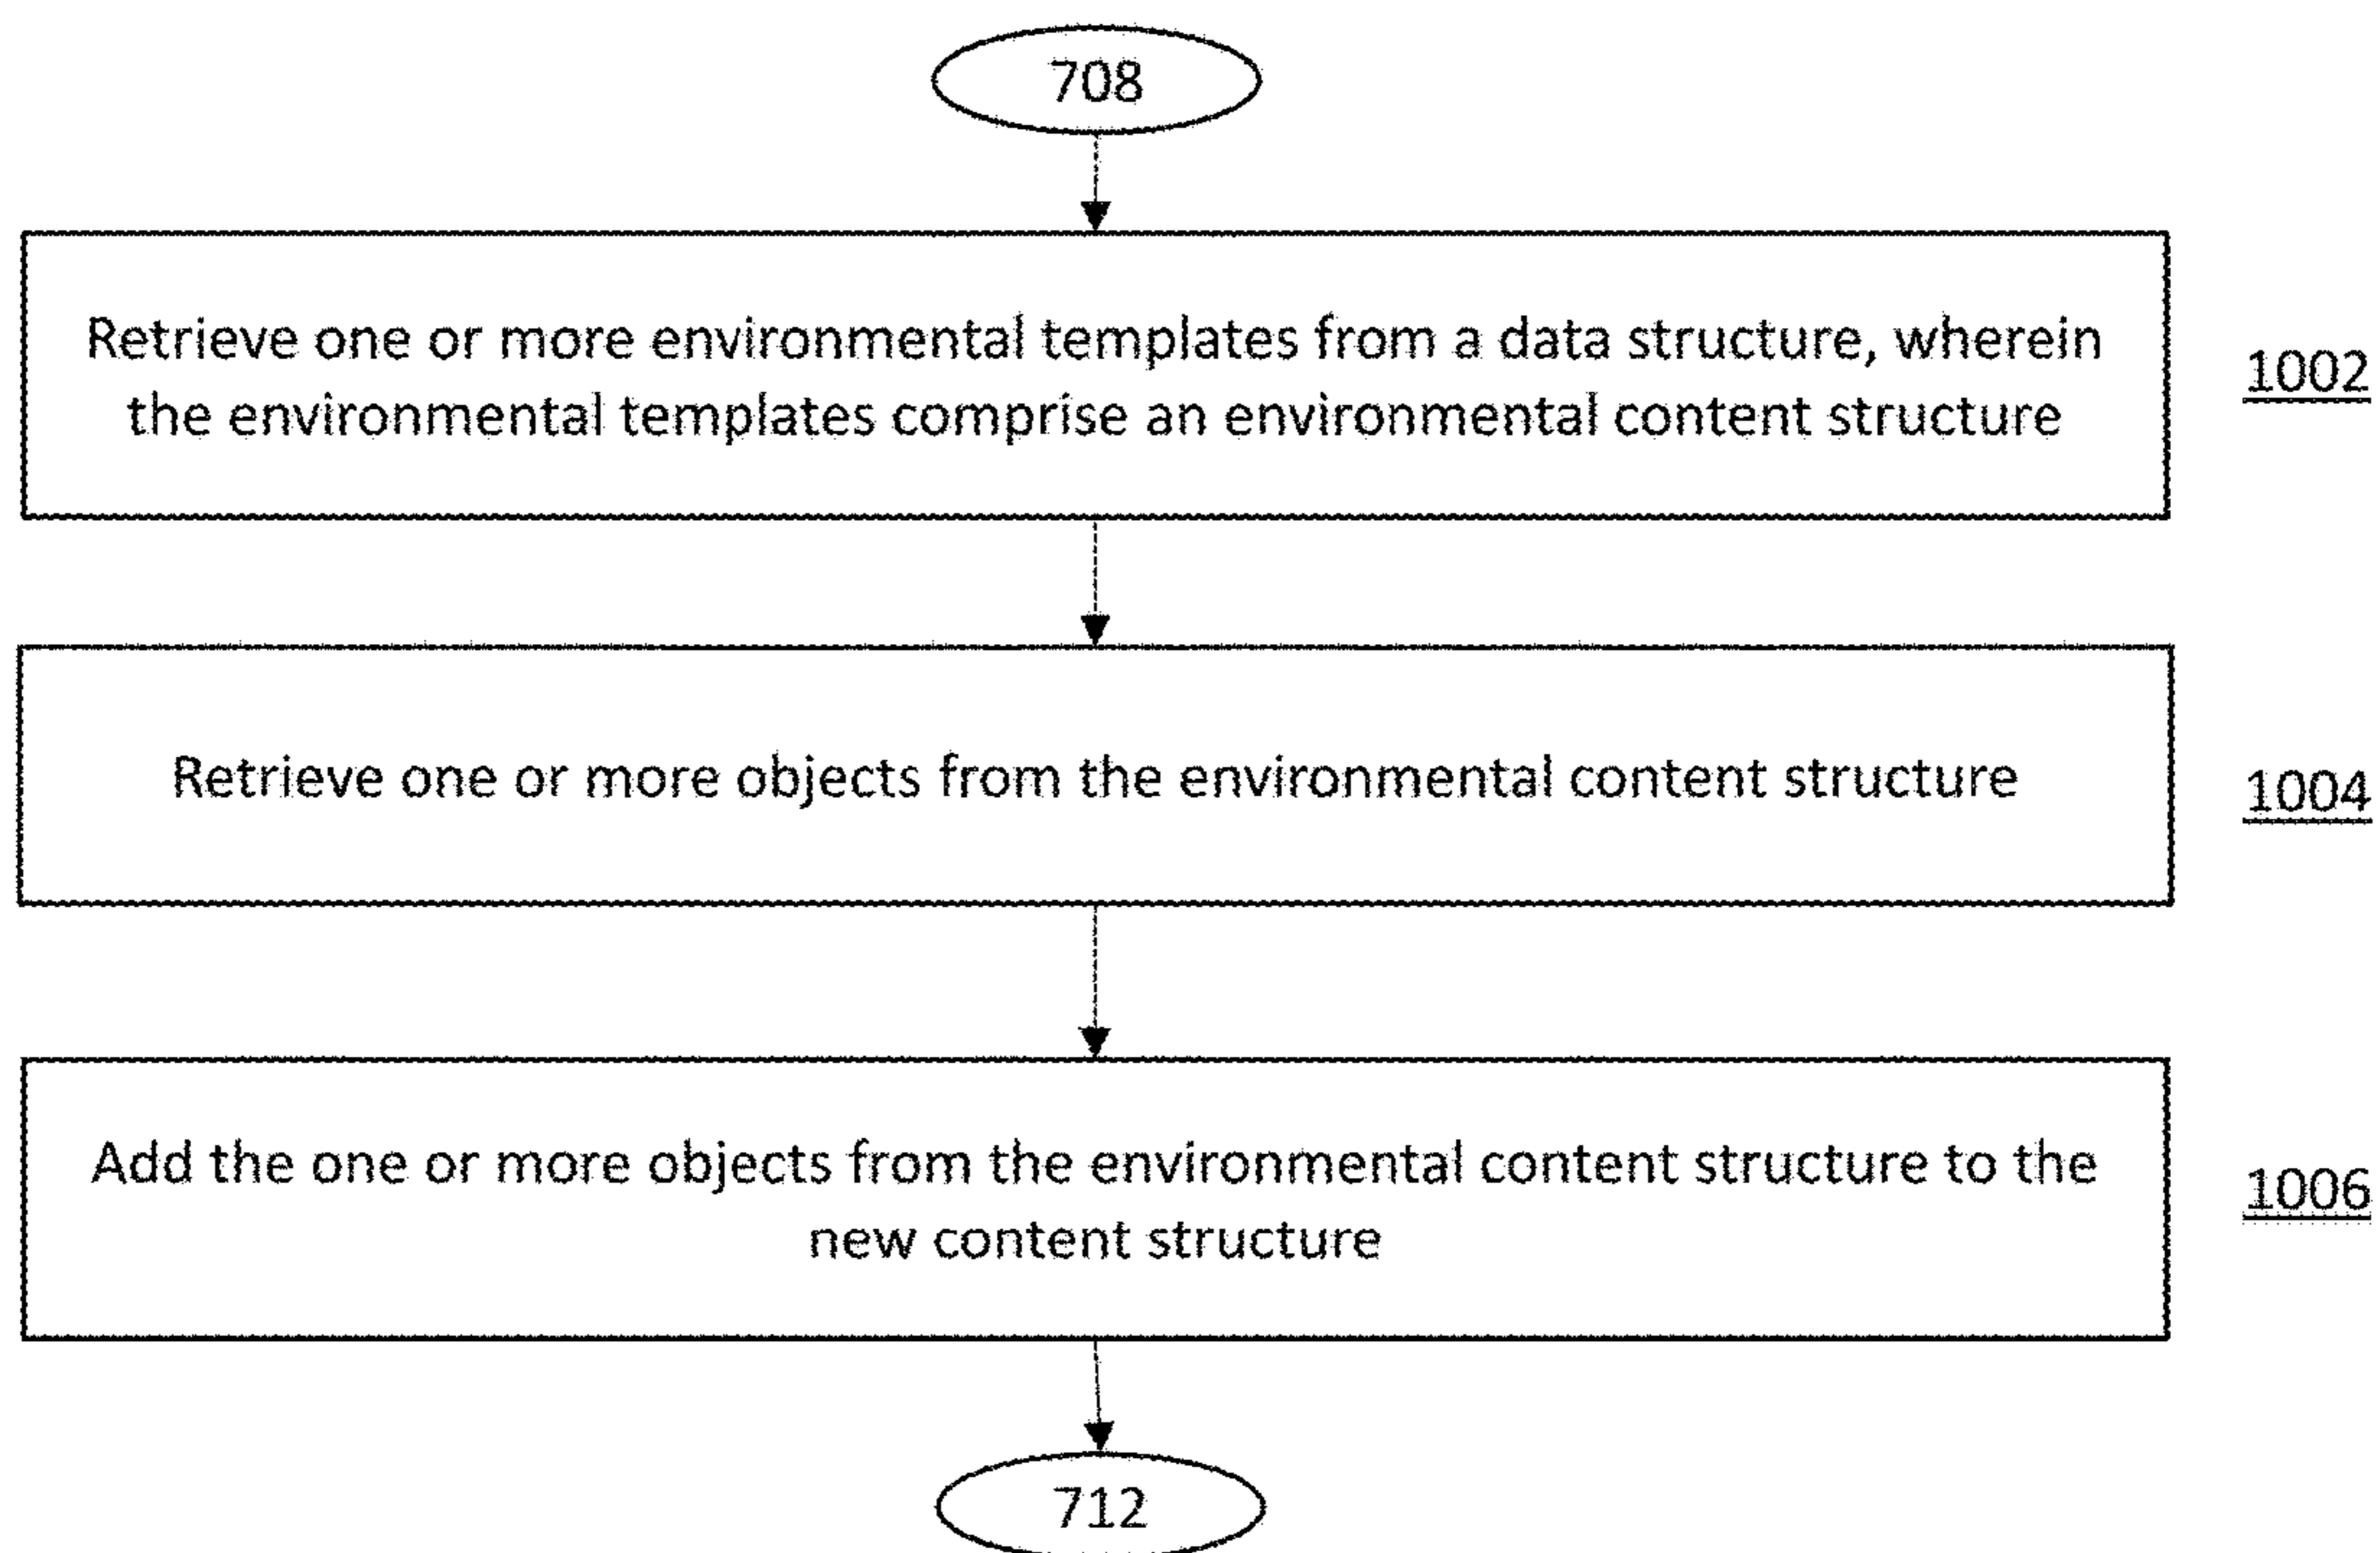 708
Retrieve one or more environmental templates from a data structure, wherein
the environmental templates comprise an environmental content structure
1002
Retrieve one or more objects from the environmental content structure
1004
Add the one or more objects from the environmental content structure to the
new content structure
1006
712